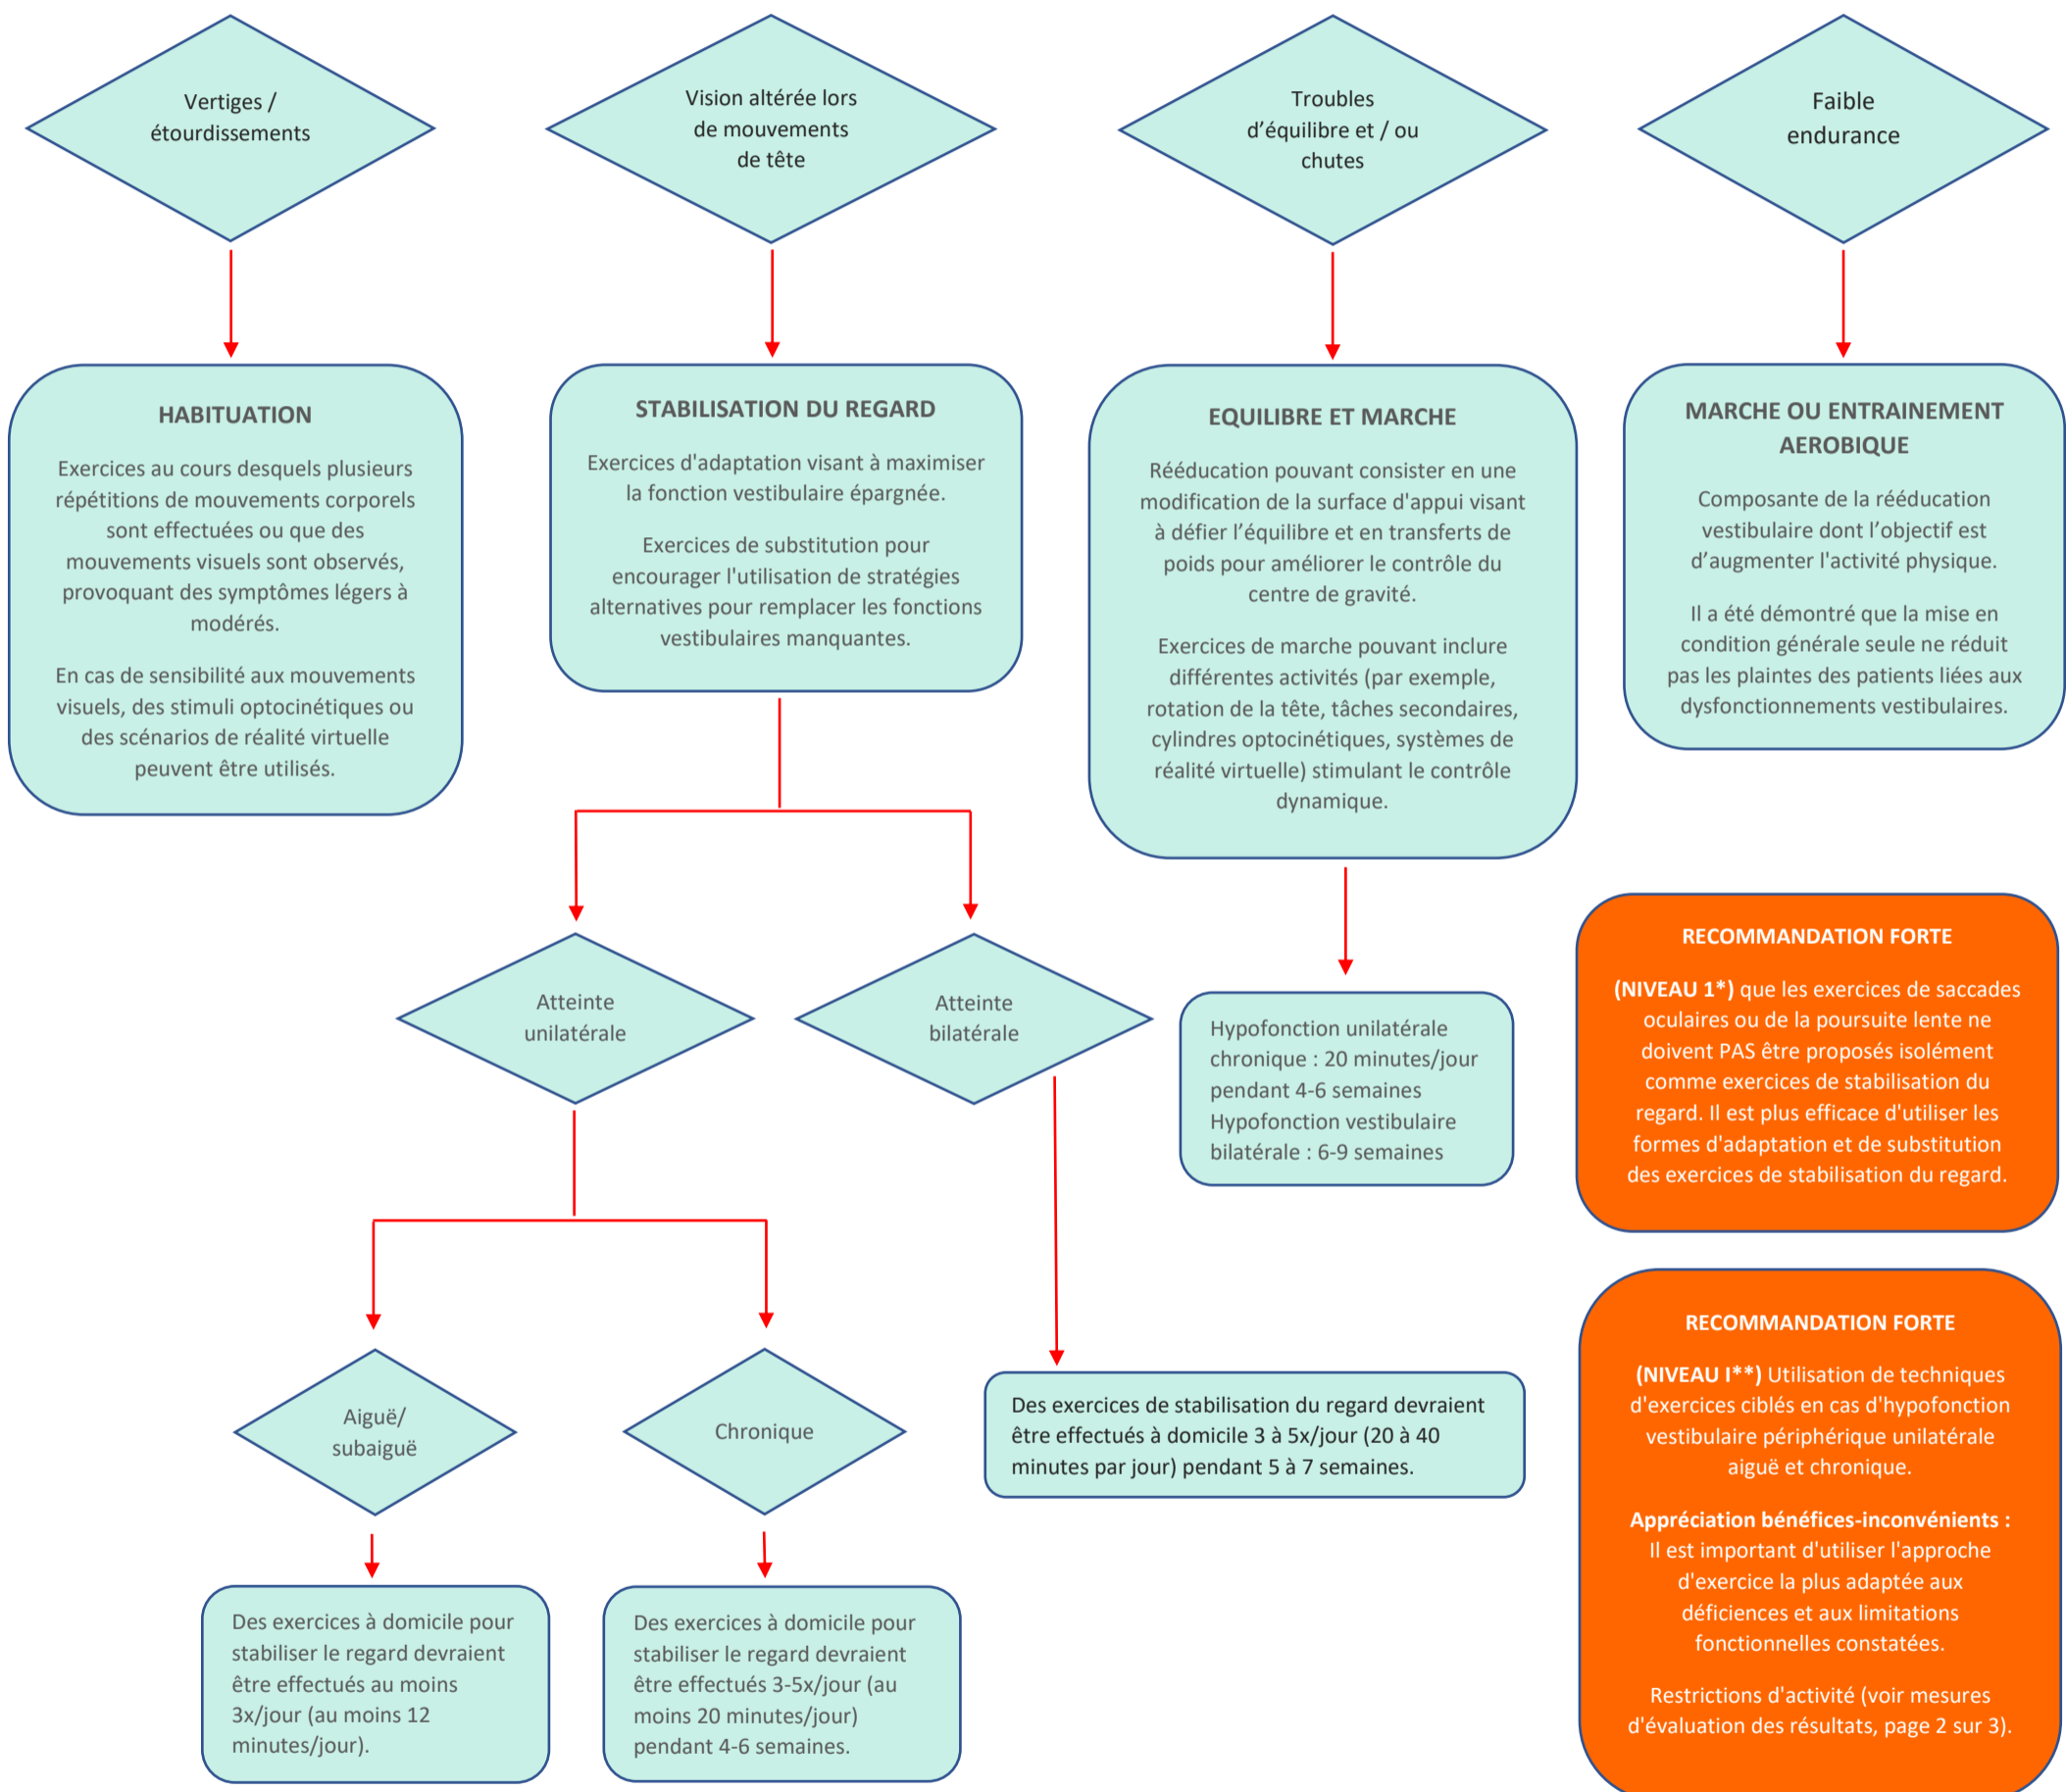 Vertiges /
étourdissements
Vision altérée lors
de mouvements
de tête
Troubles
d’équilibre et / ou
chutes
Faible
endurance
HABITUATION
Exercices au cours desquels plusieurs
répétitions de mouvements corporels
sont effectuées ou que des
mouvements visuels sont observés,
provoquant des symptômes légers à
modérés.
En cas de sensibilité aux mouvements
visuels, des stimuli optocinétiques ou
des scénarios de réalité virtuelle
peuvent être utilisés.
STABILISATION DU REGARD
Exercices d'adaptation visant à maximiser
la fonction vestibulaire épargnée.
Exercices de substitution pour
encourager l'utilisation de stratégies
alternatives pour remplacer les fonctions
vestibulaires manquantes.
EQUILIBRE ET MARCHE
Rééducation pouvant consister en une
modification de la surface d'appui visant
à défier l’équilibre et en transferts de
poids pour améliorer le contrôle du
centre de gravité.
Exercices de marche pouvant inclure
différentes activités (par exemple,
rotation de la tête, tâches secondaires,
cylindres optocinétiques, systèmes de
réalité virtuelle) stimulant le contrôle
dynamique.
MARCHE OU ENTRAINEMENT
AEROBIQUE
Composante de la rééducation
vestibulaire dont l’objectif est
d’augmenter l'activité physique.
Il a été démontré que la mise en
condition générale seule ne réduit
pas les plaintes des patients liées aux
dysfonctionnements vestibulaires.
Atteinte
unilatérale
Atteinte
bilatérale
Hypofonction unilatérale
chronique : 20 minutes/jour
pendant 4-6 semaines
Hypofonction vestibulaire
bilatérale : 6-9 semaines
RECOMMANDATION FORTE
(NIVEAU 1*) que les exercices de saccades
oculaires ou de la poursuite lente ne
doivent PAS être proposés isolément
comme exercices de stabilisation du
regard. Il est plus efficace d'utiliser les
formes d'adaptation et de substitution
des exercices de stabilisation du regard.
Aiguë/
subaiguë
Chronique
Des exercices de stabilisation du regard devraient
être effectués à domicile 3 à 5x/jour (20 à 40
minutes par jour) pendant 5 à 7 semaines.
RECOMMANDATION FORTE
(NIVEAU I**) Utilisation de techniques
d'exercices ciblés en cas d'hypofonction
vestibulaire périphérique unilatérale
aiguë et chronique.
Appréciation bénéfices-inconvénients :
Il est important d'utiliser l'approche
d'exercice la plus adaptée aux
déficiences et aux limitations
fonctionnelles constatées.
Restrictions d'activité (voir mesures
d'évaluation des résultats, page 2 sur 3).
Des exercices à domicile pour
stabiliser le regard devraient
être effectués au moins
3x/jour (au moins 12
minutes/jour).
Des exercices à domicile pour
stabiliser le regard devraient
être effectués 3-5x/jour (au
moins 20 minutes/jour)
pendant 4-6 semaines.